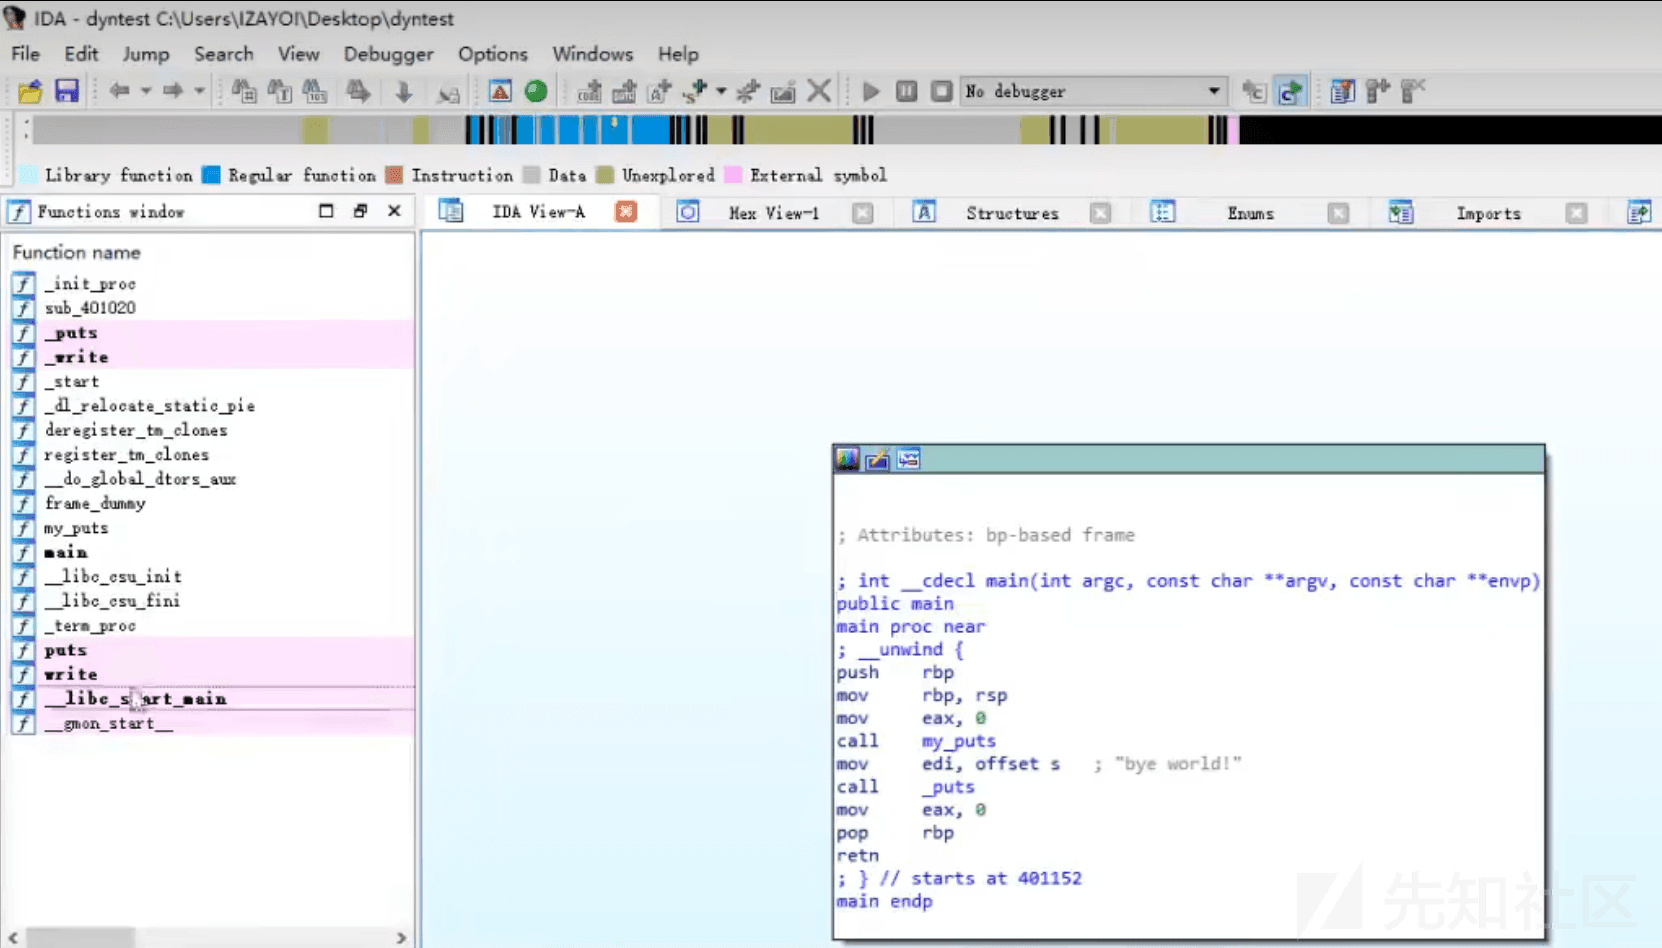 IDA - dyntest C:\Users\IZAYOI\Desktop\dyntest
File Edit Jump Search View Debugger Options Windows Help
No debugger
Library function Regular function Instruction Data Unexplored External symbol
Functions window
IDA View-A Hex View-1 Structures Enums Imports
Function name
_init_proc
sub_401020
_puts
_write
_start
_dl_relocate_static_pie
deregister_tm_clones
register_tm_clones
__do_global_dtors_aux
frame_dummy
my_puts
main
__libc_csu_init
__libc_csu_fini
_term_proc
puts
write
__libc_start_main
__gmon_start__
; Attributes: bp-based frame
; int __cdecl main(int argc, const char **argv, const char **envp)
public main
main proc near
; __unwind {
push rbp
mov rbp, rsp
mov eax, 0
call my_puts
mov edi, offset s ; "bye world!"
call _puts
mov eax, 0
pop rbp
retn
; } // starts at 401152
main endp
先知社区